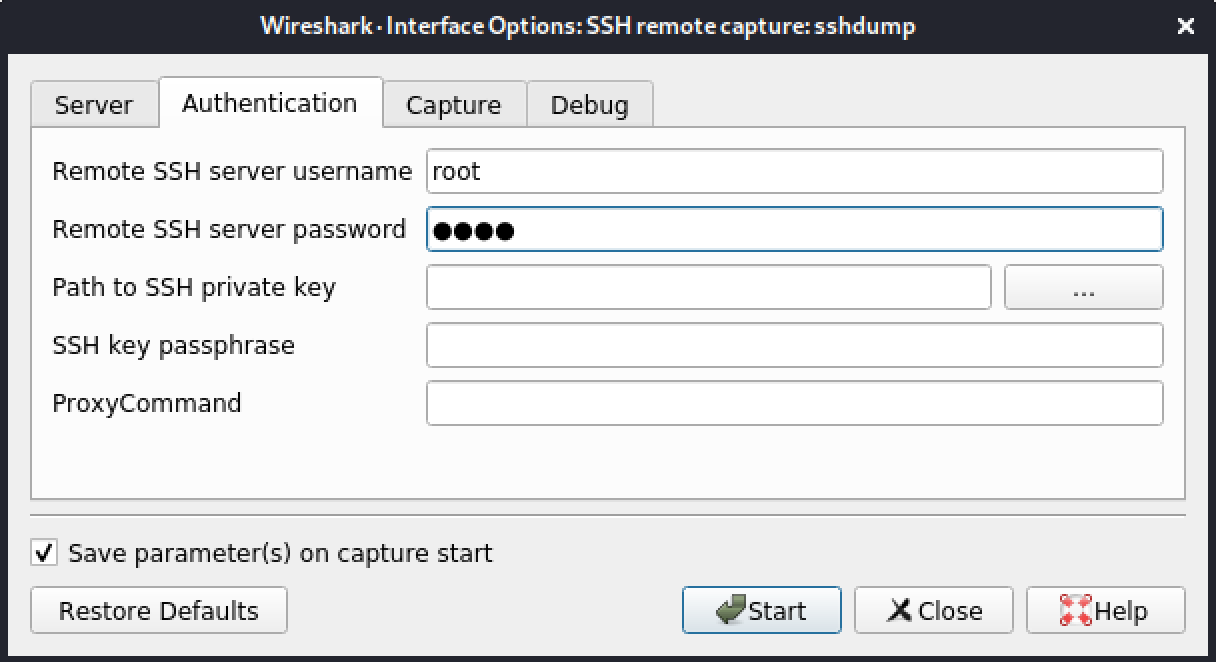 Wireshark · Interface Options: SSH remote capture: sshdump
Server Authentication Capture Debug
Remote SSH server username root
Remote SSH server password ●●●●
Path to SSH private key ...
SSH key passphrase
ProxyCommand
Save parameter(s) on capture start
Restore Defaults Start Close Help